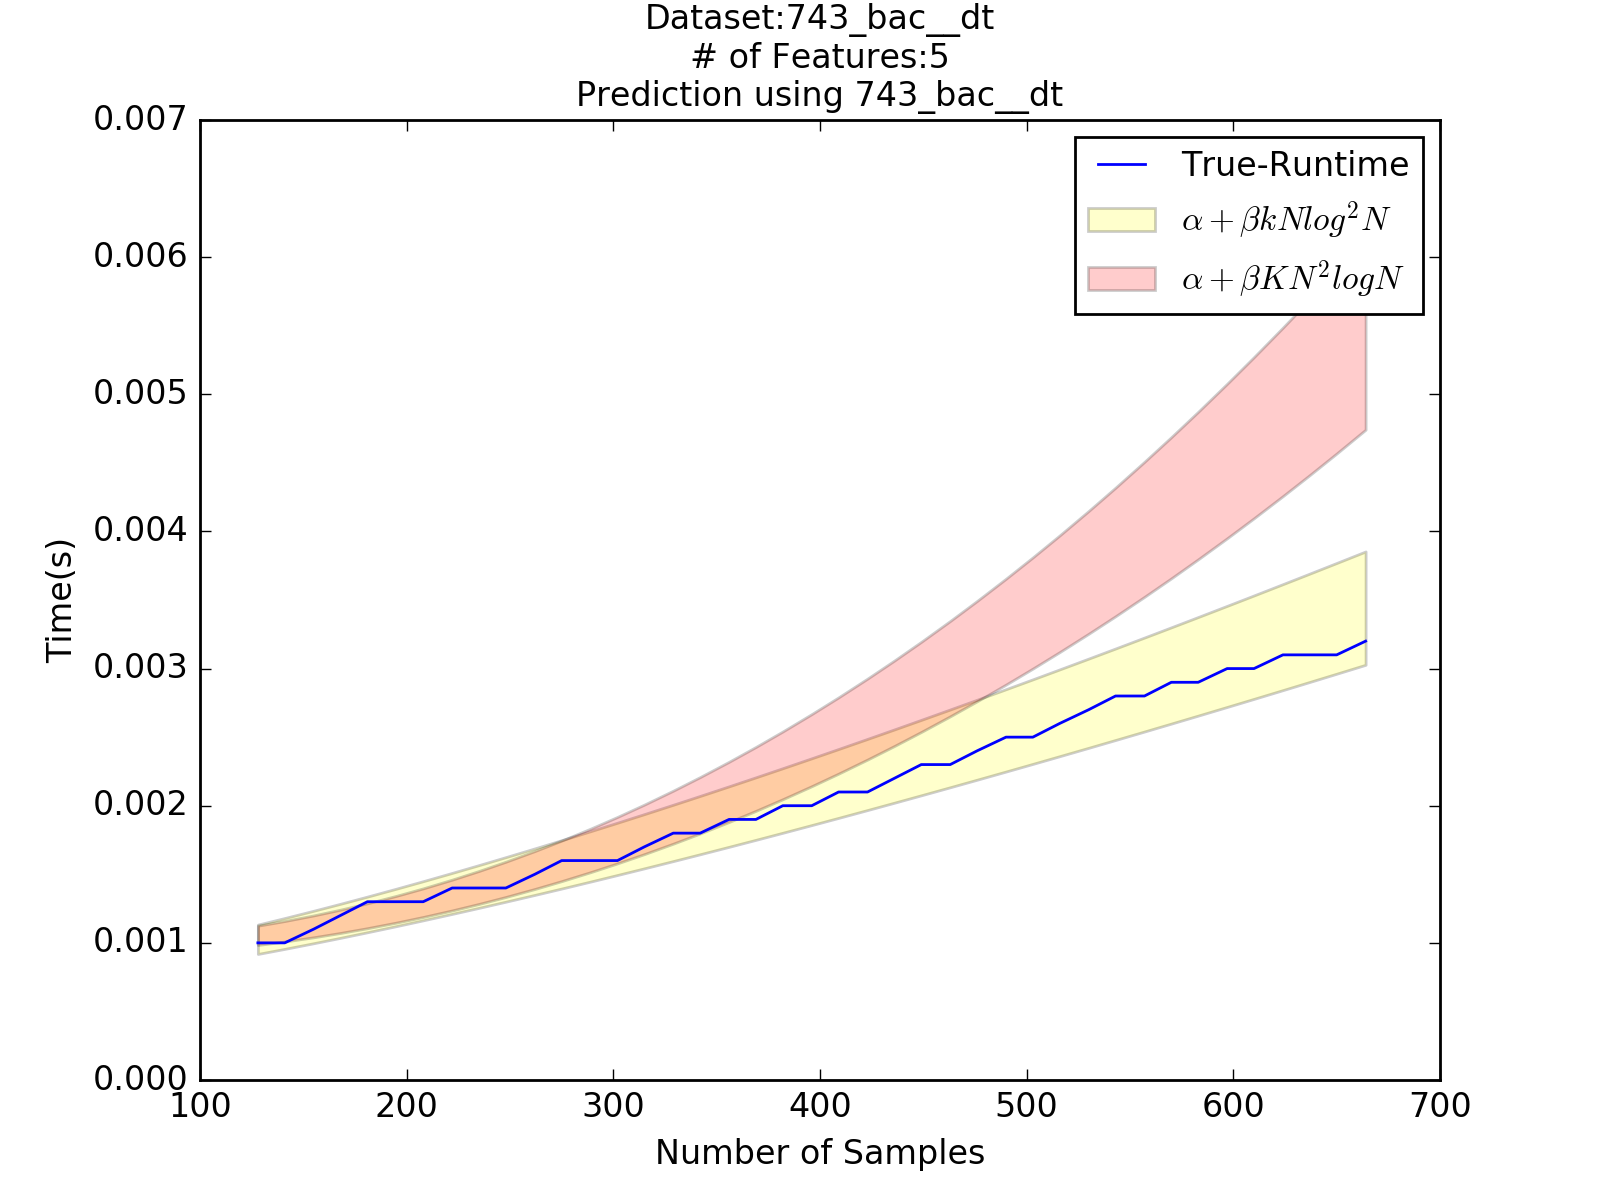 Dataset:743_bac__dt
# of Features:5
Prediction using 743_bac__dt
0.007
0.006
0.005
0.004
0.003
0.002
0.001
0.000
Time(s)
True-Runtime
α + βkNlog²N
α + βKN²logN
100 200 300 400 500 600 700
Number of Samples